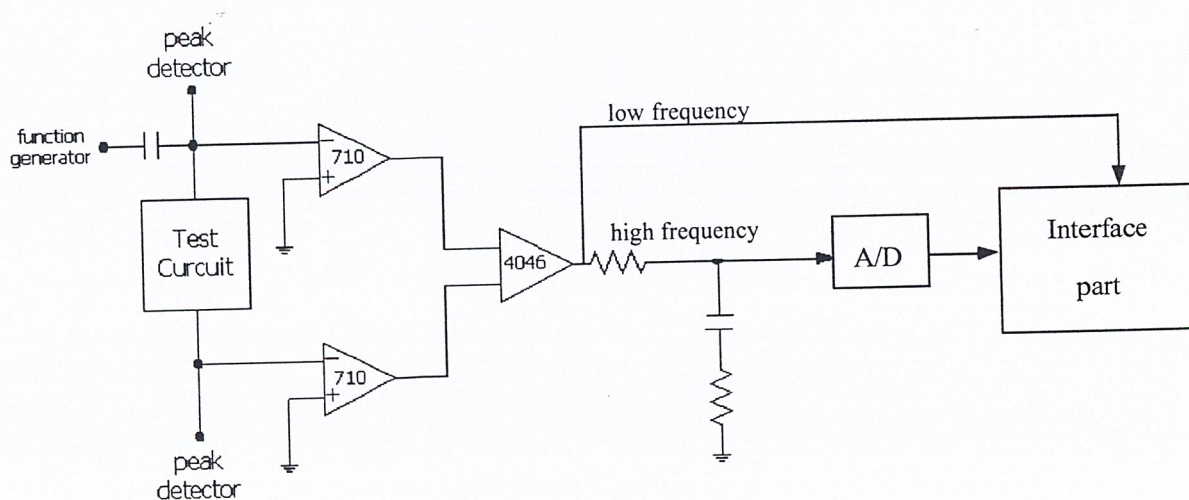 peak
detector
low frequency
function
generator
−
710
+
high frequency
Test
Curcuit
4046
A/D
Interface
part
−
710
+
peak
detector